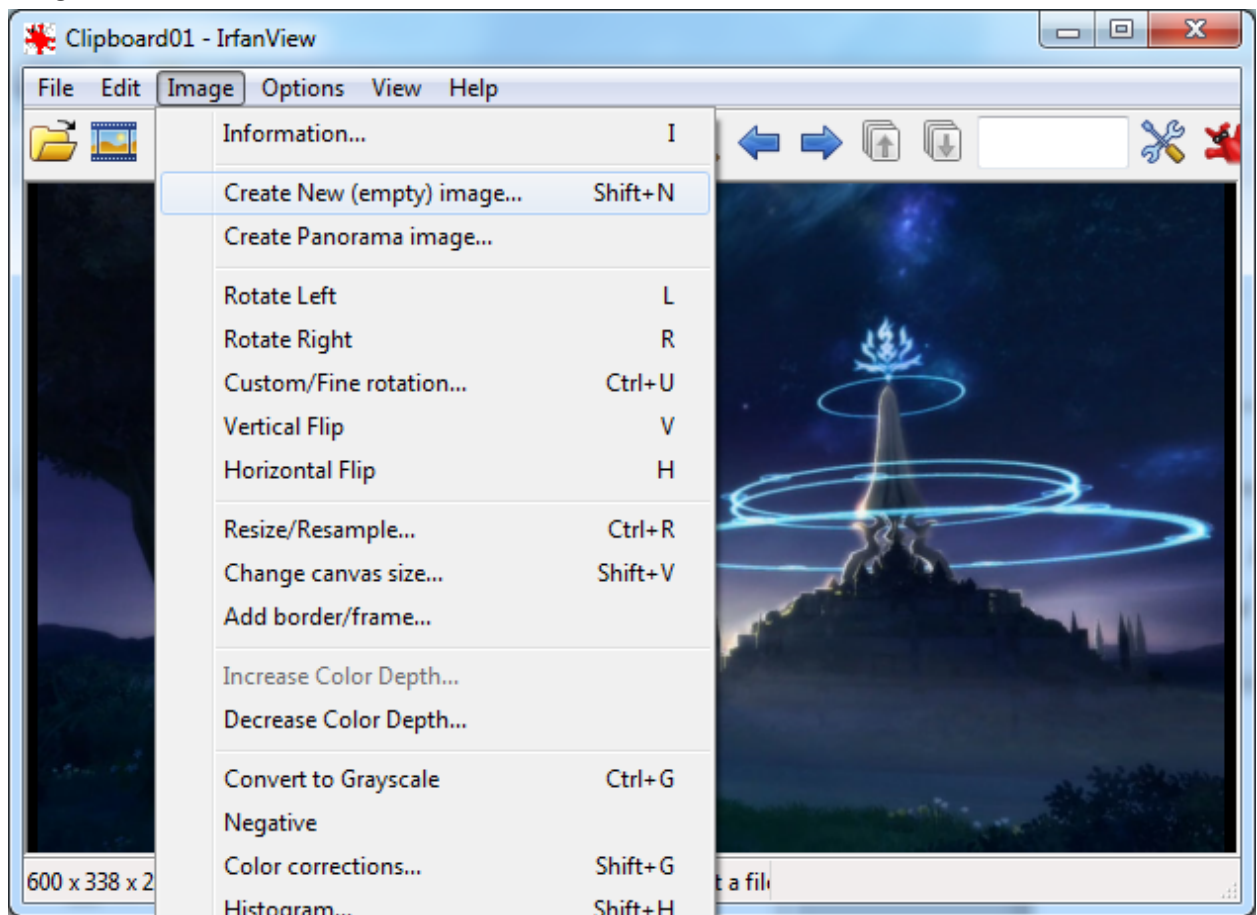 Clipboard01 - IrfanView
File Edit Image Options View Help
Information... I
Create New (empty) image... Shift+N
Create Panorama image...
Rotate Left L
Rotate Right R
Custom/Fine rotation... Ctrl+U
Vertical Flip V
Horizontal Flip H
Resize/Resample... Ctrl+R
Change canvas size... Shift+V
Add border/frame...
Increase Color Depth...
Decrease Color Depth...
Convert to Grayscale Ctrl+G
Negative
Color corrections... Shift+G
600 x 338 x 2 t a fil
Histogram... Shift+H